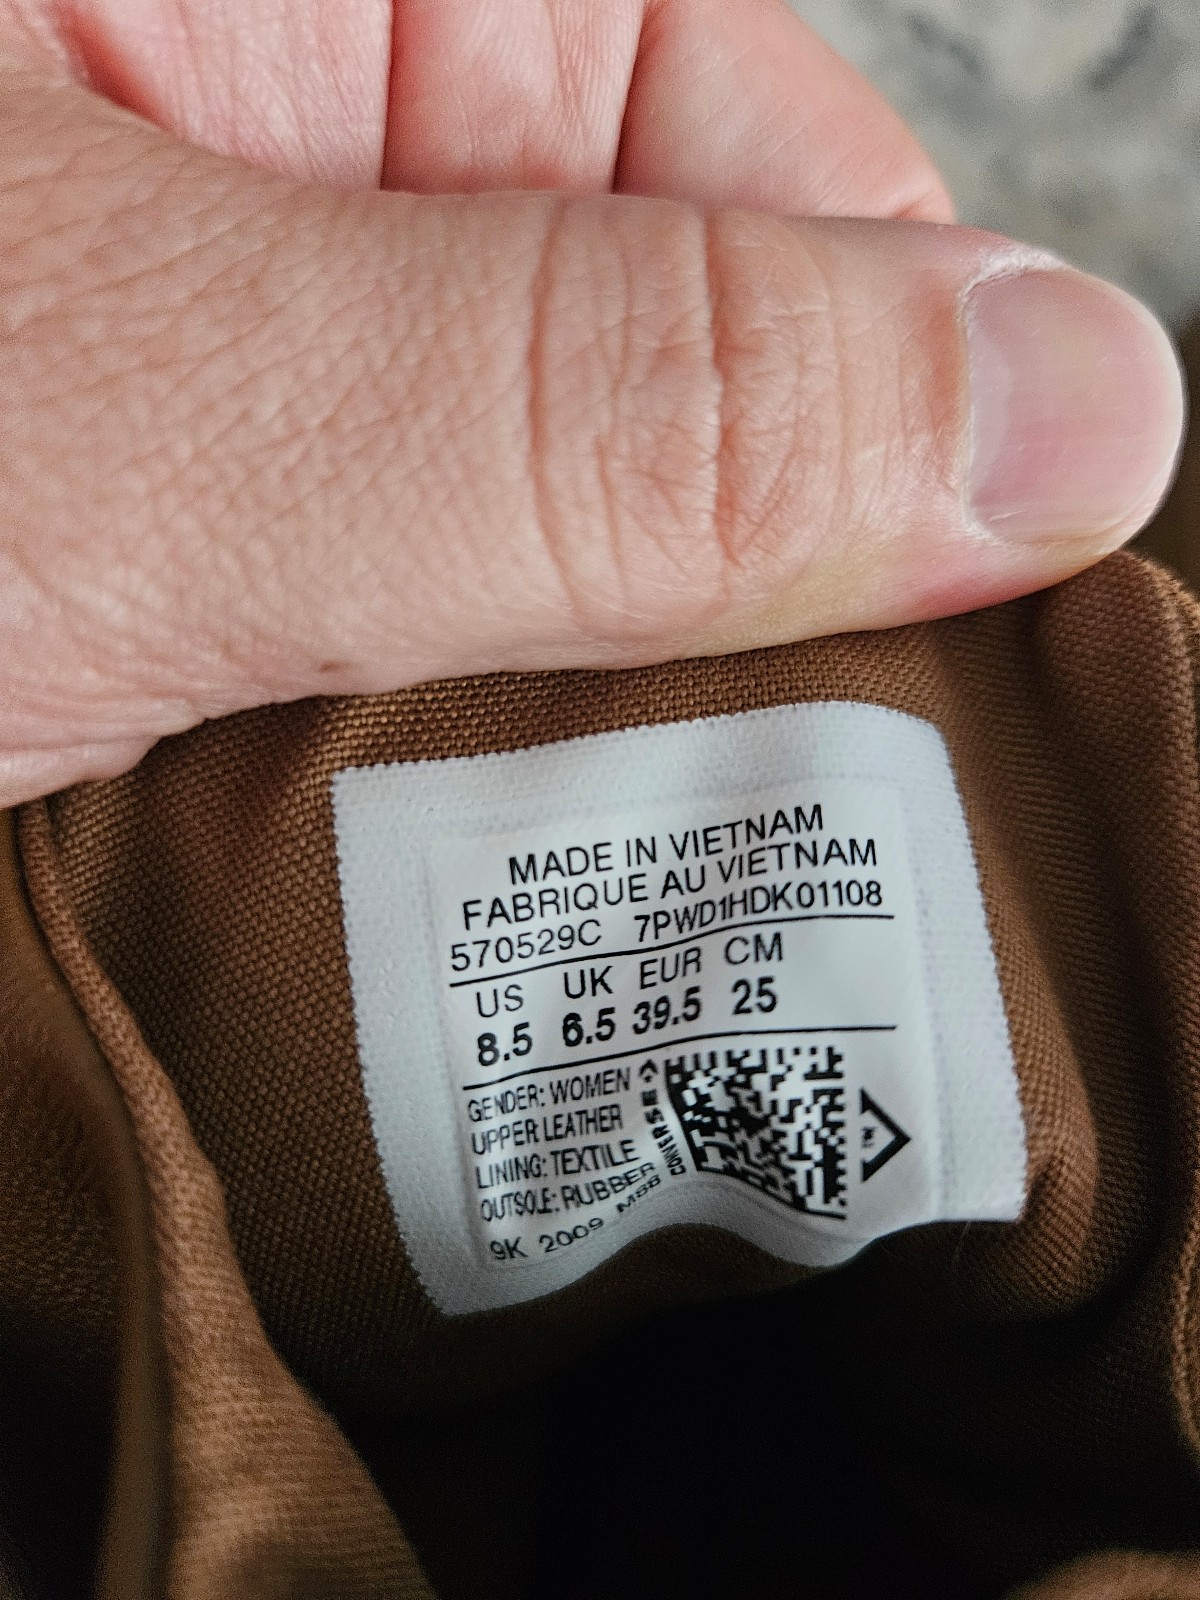 MADE IN VIETNAM
FABRIQUE AU VIETNAM
570529C 7PWD1HDK01108
US UK EUR CM
8.5 6.5 39.5 25
GENDER: WOMEN
UPPER: LEATHER
LINING: TEXTILE
OUTSOLE: RUBBER
9K 2009 M88
CONVERSE